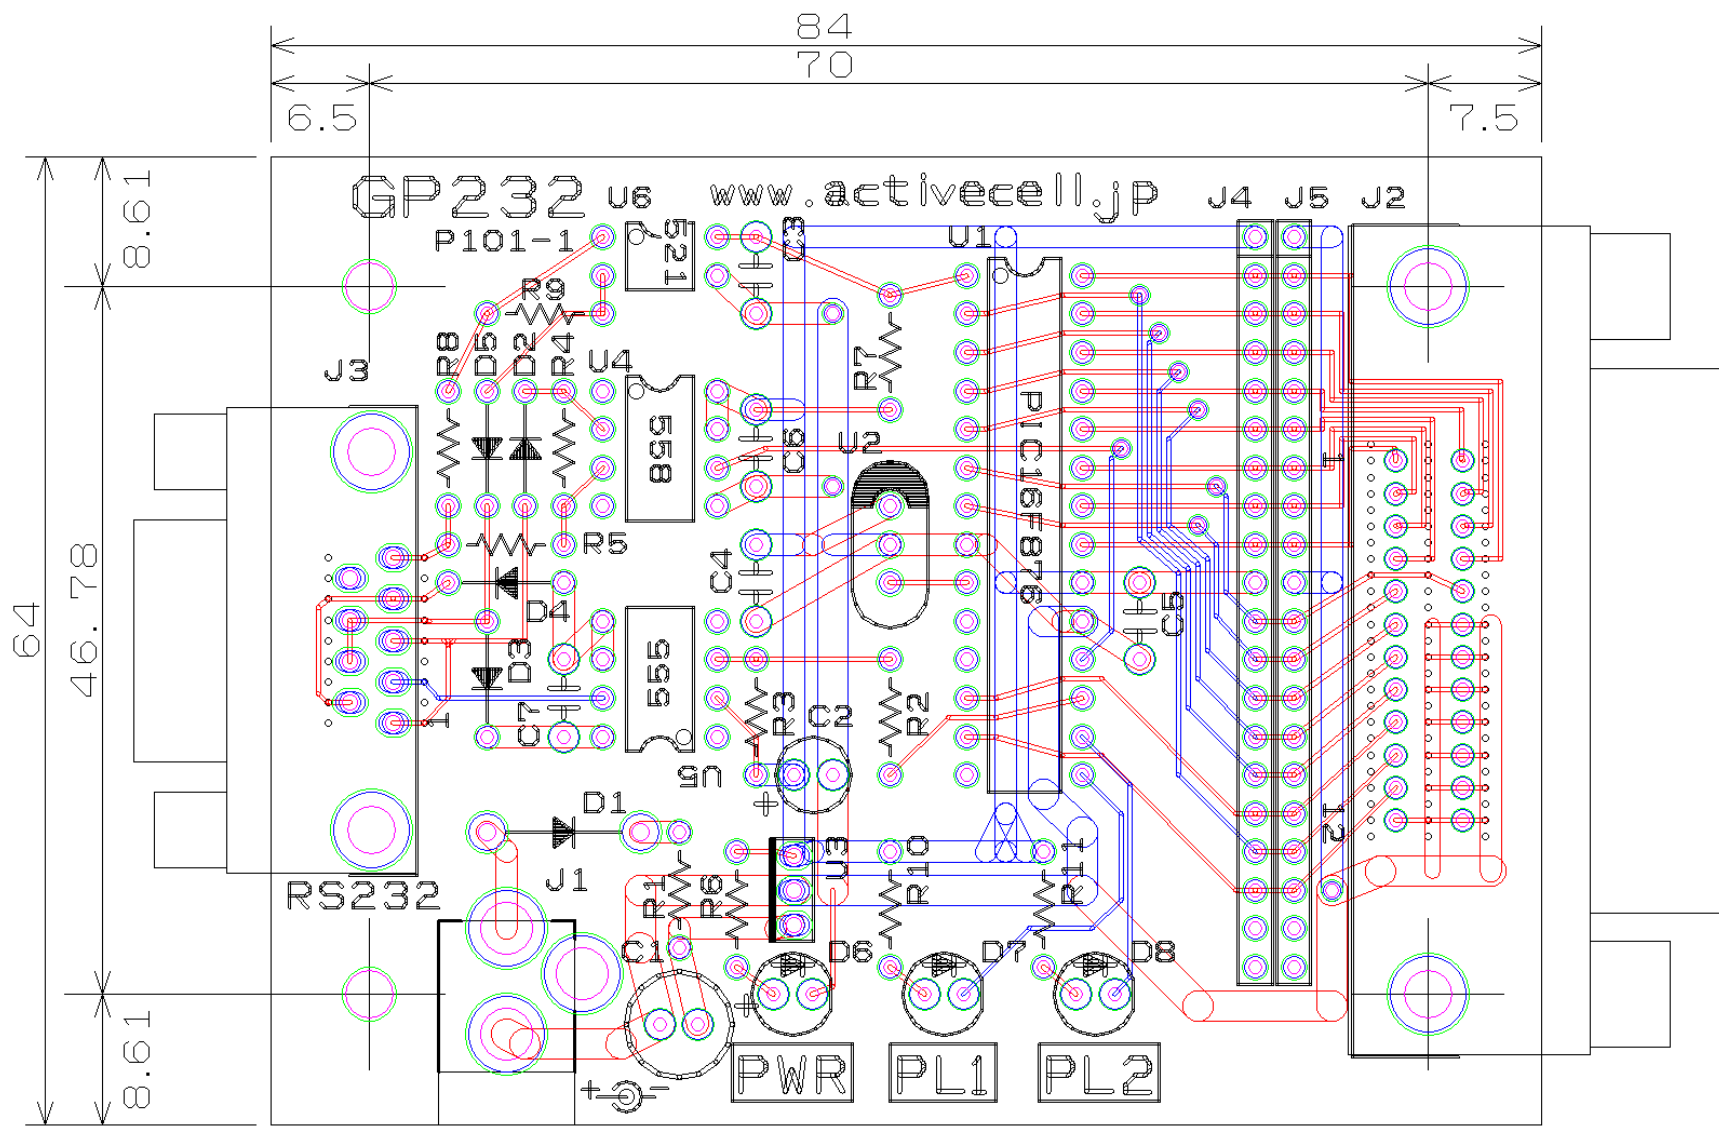 84
70
6.5
7.5
8.61
46.78
64
8.61
GP232
U6
www.activecell.jp
J4
J5
J2
P101-1
521
C3
U1
R9
R8
D5
D2
R4
U4
J3
R7
558
C6
U2
PIC16F876
1
R5
C4
D4
D3
555
C5
C7
1
R3
C2
R2
U5
+
D1
12
J1
U3
R10
R11
R1
R6
RS232
C1
D6
D7
D8
+
PWR
PL1
PL2
+
-